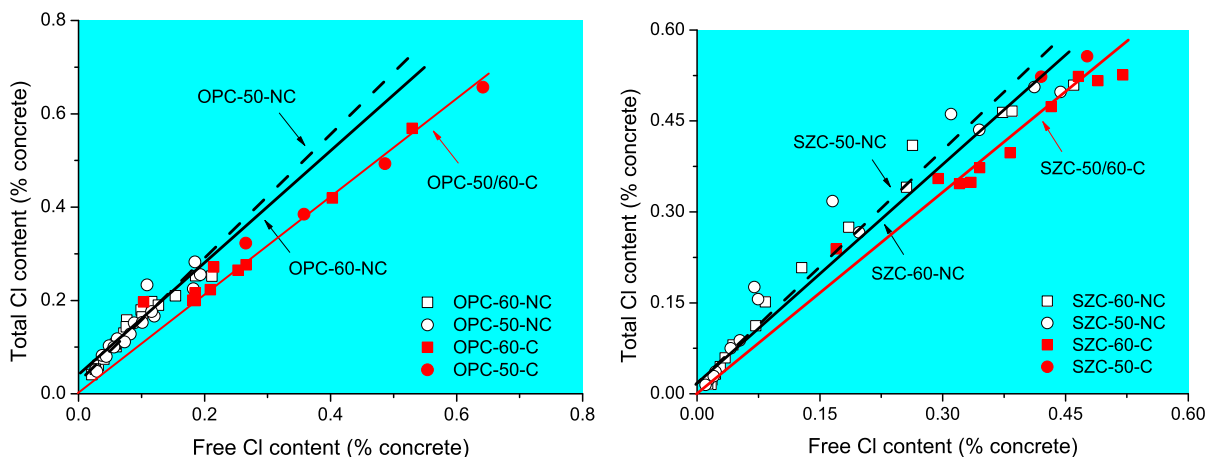 0.8
0.6
0.4
0.2
0.0
Total Cl content (% concrete)
OPC-50-NC
OPC-50/60-C
OPC-60-NC
OPC-60-NC
OPC-50-NC
OPC-60-C
OPC-50-C
0.0 0.2 0.4 0.6 0.8
Free Cl content (% concrete)
0.60
0.45
0.30
0.15
0.00
Total Cl content (% concrete)
SZC-50-NC
SZC-50/60-C
SZC-60-NC
SZC-60-NC
SZC-50-NC
SZC-60-C
SZC-50-C
0.00 0.15 0.30 0.45 0.60
Free Cl content (% concrete)